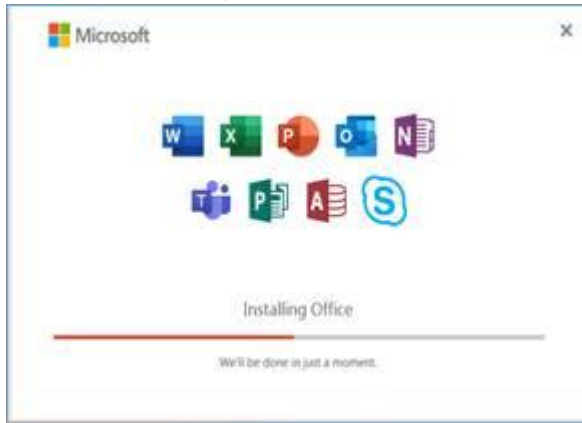 Microsoft
W X P O N
T P A S
Installing Office
We'll be done in just a moment.